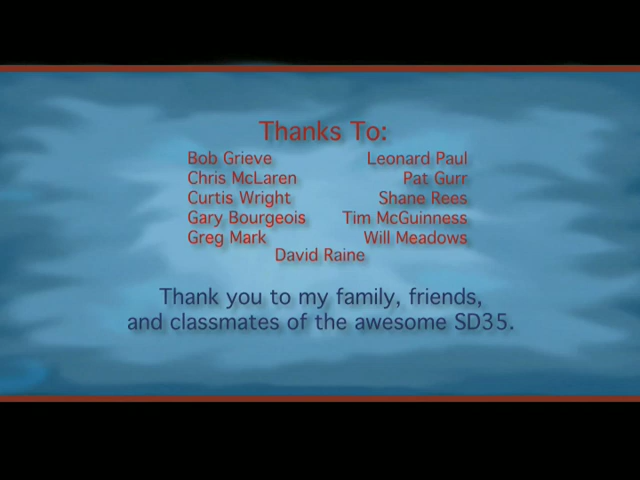 Thanks To:
Bob Grieve Leonard Paul
Chris McLaren Pat Gurr
Curtis Wright Shane Rees
Gary Bourgeois Tim McGuinness
Greg Mark Will Meadows
David Raine
Thank you to my family, friends,
and classmates of the awesome SD35.